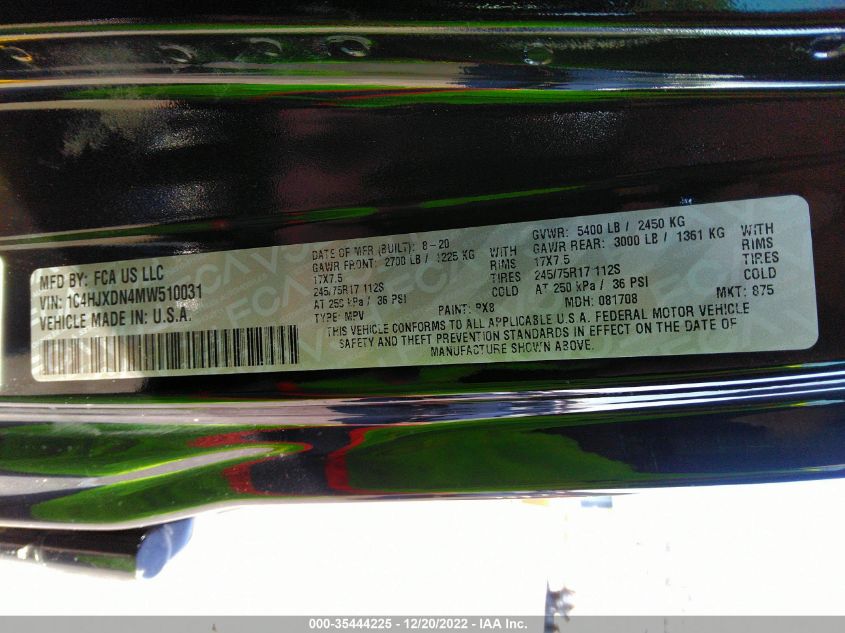 MFD BY: FCA US LLC
VIN: 1C4HJXDN4MW510031
VEHICLE MADE IN: U.S.A.
DATE OF MFR (BUILT): 8-20
GAWR FRONT: 2700 LB / 1225 KG WITH
17X7.5 RIMS
245/75R17 112S TIRES
AT 250 kPa / 36 PSI COLD
TYPE: MPV PAINT: PX8
GVWR: 5400 LB / 2450 KG
GAWR REAR: 3000 LB / 1361 KG WITH
17X7.5 RIMS
245/75R17 112S TIRES
AT 250 kPa / 36 PSI COLD
MDH: 081708 MKT: 875
THIS VEHICLE CONFORMS TO ALL APPLICABLE U.S.A. FEDERAL MOTOR VEHICLE
SAFETY AND THEFT PREVENTION STANDARDS IN EFFECT ON THE DATE OF
MANUFACTURE SHOWN ABOVE.
000-35444225 - 12/20/2022 - IAA Inc.